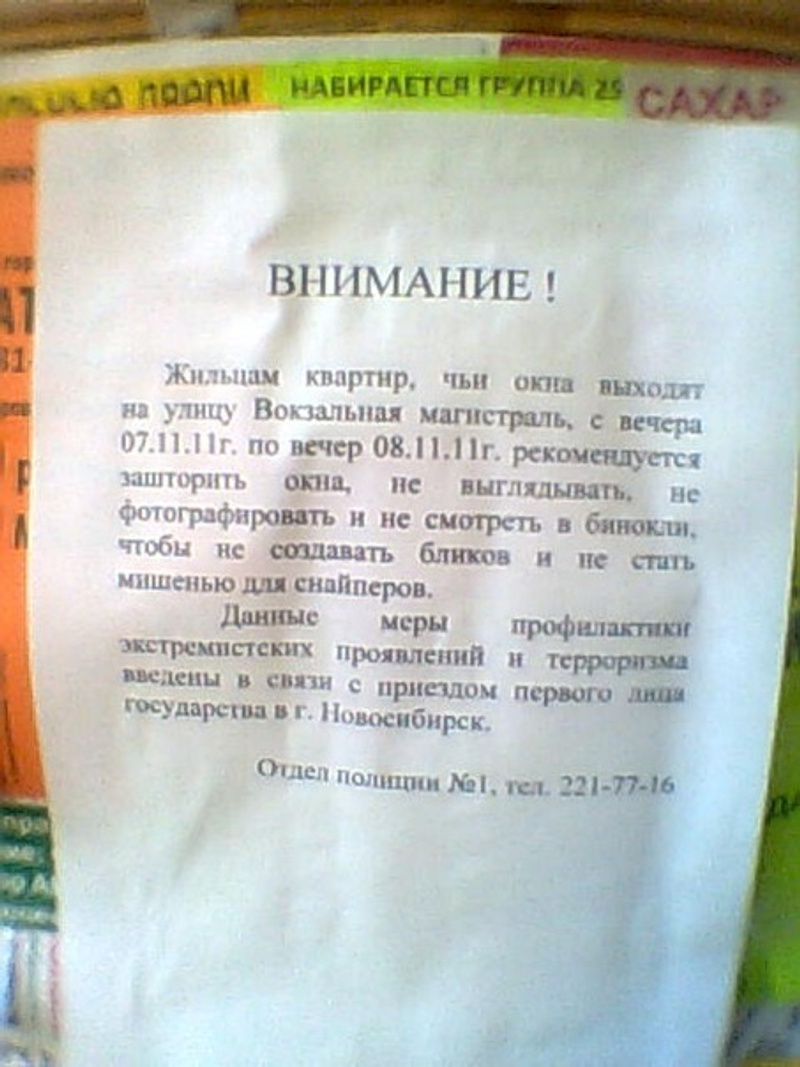 НАБИРАЕТСЯ ГРУППА 25
САХАР
ВНИМАНИЕ !
Жильцам квартир, чьи окна выходят
на улицу Вокзальная магистраль, с вечера
07.11.11г. по вечер 08.11.11г. рекомендуется
зашторить окна, не выглядывать, не
фотографировать и не смотреть в бинокли,
чтобы не создавать бликов и не стать
мишенью для снайперов.
Данные меры профилактики
экстремистских проявлений и терроризма
введены в связи с приездом первого лица
государства в г. Новосибирск.
Отдел полиции №1, тел. 221-77-16